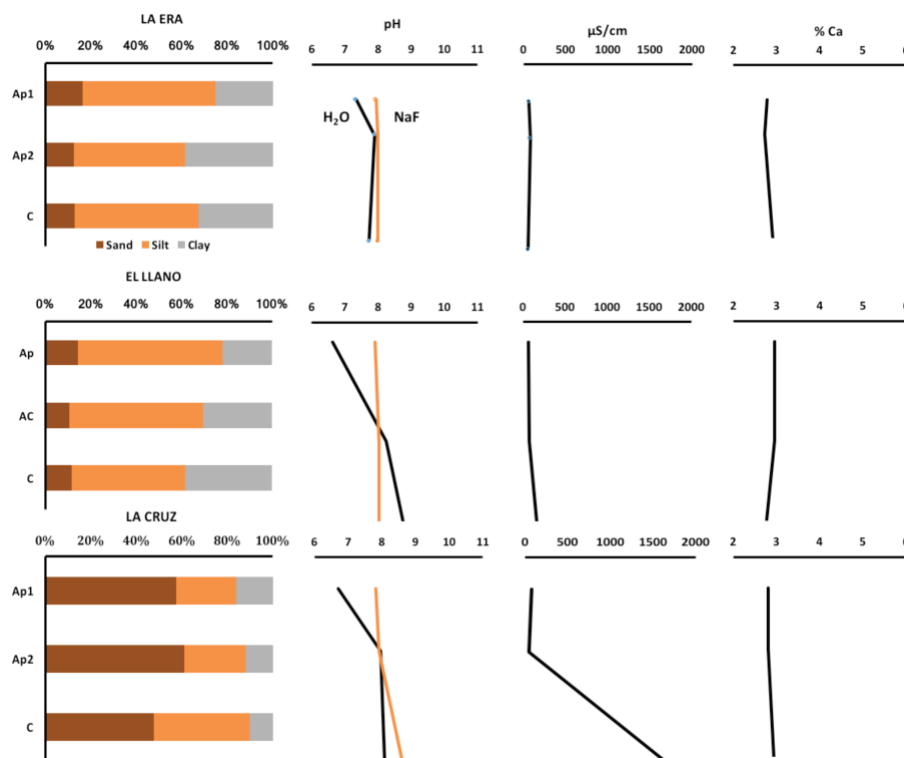 LA ERA
0% 20% 40% 60% 80% 100%
Ap1
Ap2
C
Sand Silt Clay
pH
6 7 8 9 10 11
H₂O NaF
µS/cm
0 500 1000 1500 2000
% Ca
2 3 4 5 6
EL LLANO
0% 20% 40% 60% 80% 100%
Ap
AC
C
6 7 8 9 10 11
0 500 1000 1500 2000
2 3 4 5 6
LA CRUZ
0% 20% 40% 60% 80% 100%
Ap1
Ap2
C
6 7 8 9 10 11
0 500 1000 1500 2000
2 3 4 5 6